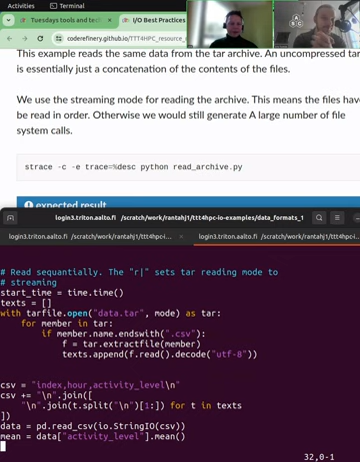 Activities
Terminal
Tuesdays tools and tech
I/O Best Practices
coderefinery.github.io/TTT4HPC_resource_
This example reads the same data from the tar archive. An uncompressed tar
is essentially just a concatenation of the contents of the files.
We use the streaming mode for reading the archive. This means the files have
be read in order. Otherwise we would still generate A large number of file
system calls.
strace -c -e trace=%desc python read_archive.py
expected result
login3.triton.aalto.fi /scratch/work/rantahj1/ttt4hpc-io-examples/data_formats_1
login3.triton.aalto.fi /scratch/work/rantahj1/ttt4hpc-i...
login3.triton.aalto.fi /scratch/work/rantahj1/ttt4hpc-i...
# Read sequantially. The "r|" sets tar reading mode to
# streaming
start_time = time.time()
texts = []
with tarfile.open("data.tar", mode) as tar:
    for member in tar:
        if member.name.endswith(".csv"):
            f = tar.extractfile(member)
            texts.append(f.read().decode("utf-8"))
csv = "index,hour,activity_level\n"
csv += "\n".join([
    "\n".join(t.split("\n")[1:]) for t in texts
])
data = pd.read_csv(io.StringIO(csv))
mean = data["activity_level"].mean()
32,0-1